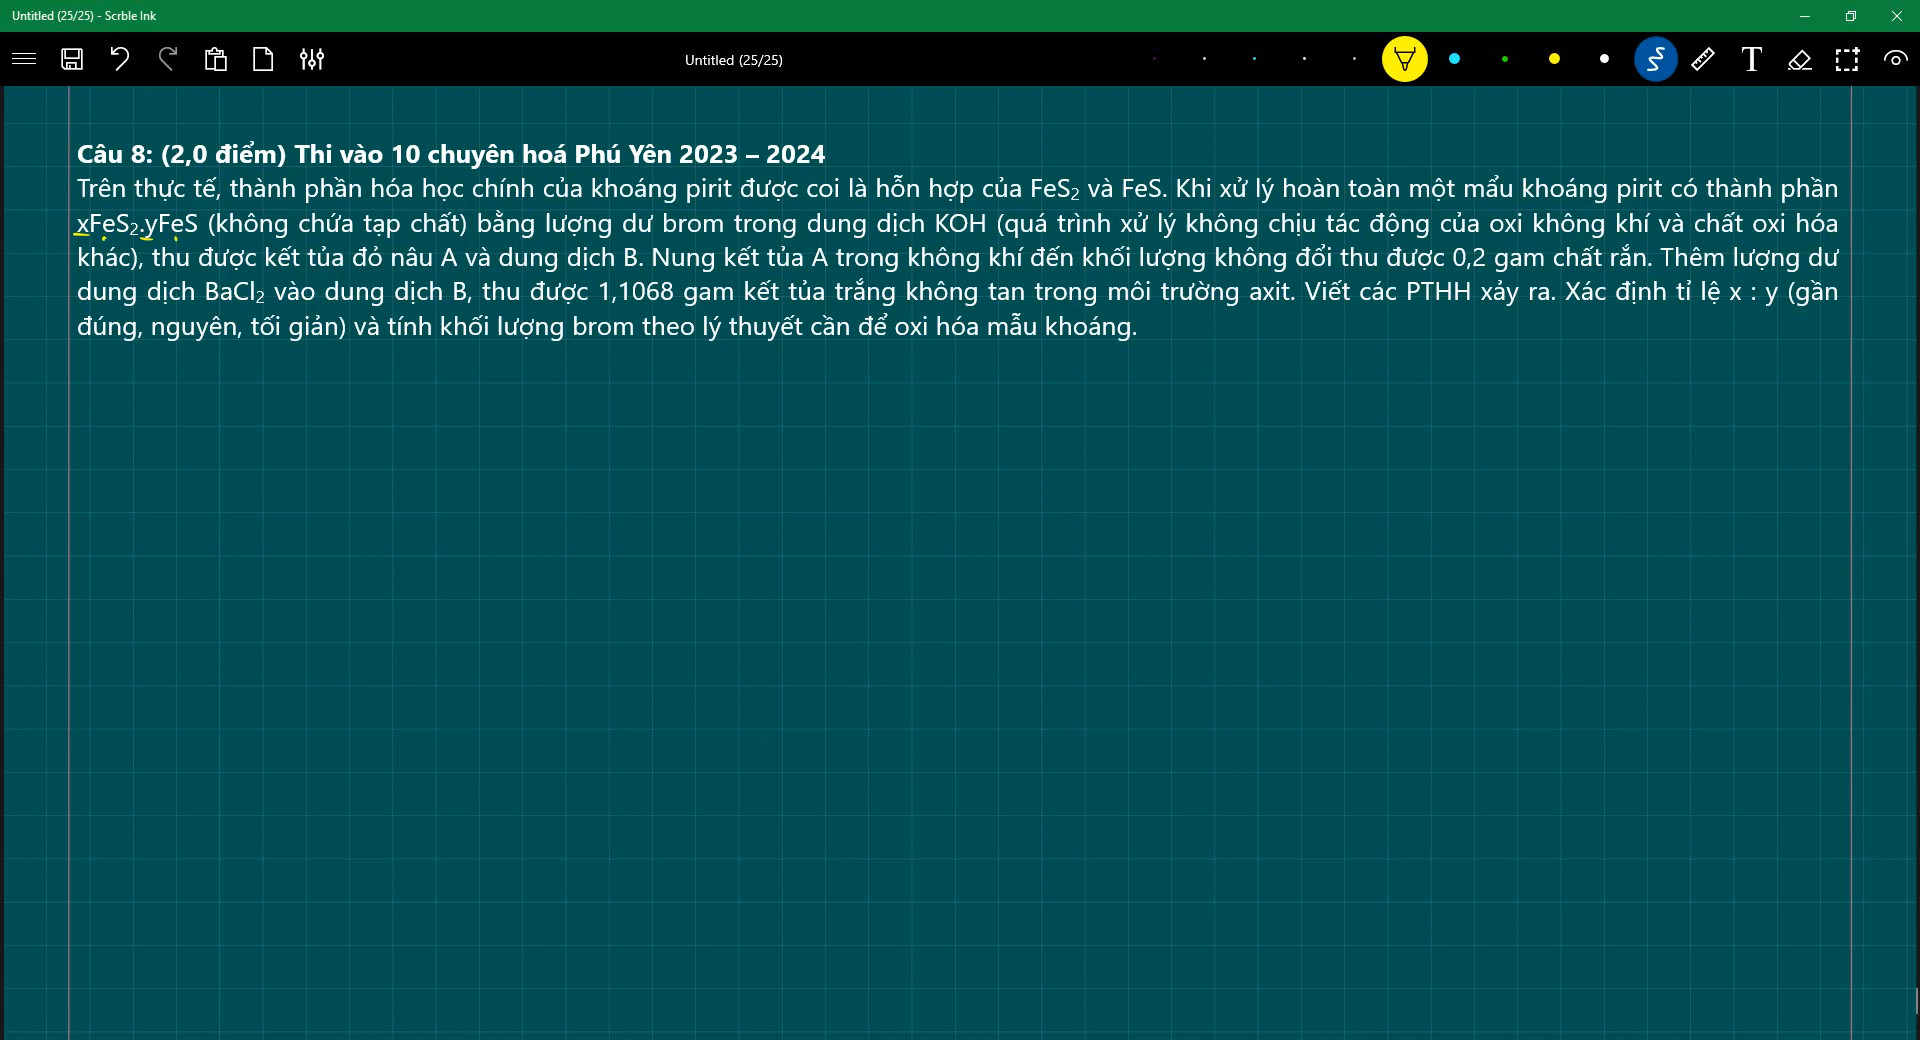 Untitled (25/25) - Scrble Ink
Untitled (25/25)
T
Câu 8: (2,0 điểm) Thi vào 10 chuyên hoá Phú Yên 2023 – 2024
Trên thực tế, thành phần hóa học chính của khoáng pirit được coi là hỗn hợp của FeS₂ và FeS. Khi xử lý hoàn toàn một mẩu khoáng pirit có thành phần
xFeS₂.yFeS (không chứa tạp chất) bằng lượng dư brom trong dung dịch KOH (quá trình xử lý không chịu tác động của oxi không khí và chất oxi hóa
khác), thu được kết tủa đỏ nâu A và dung dịch B. Nung kết tủa A trong không khí đến khối lượng không đổi thu được 0,2 gam chất rắn. Thêm lượng dư
dung dịch BaCl₂ vào dung dịch B, thu được 1,1068 gam kết tủa trắng không tan trong môi trường axit. Viết các PTHH xảy ra. Xác định tỉ lệ x : y (gần
đúng, nguyên, tối giản) và tính khối lượng brom theo lý thuyết cần để oxi hóa mẫu khoáng.